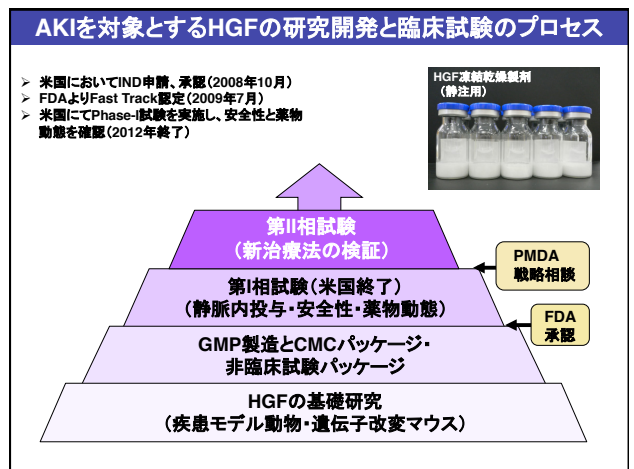 AKIを対象とするHGFの研究開発と臨床試験のプロセス
➢ 米国においてIND申請、承認（2008年10月）
➢ FDAよりFast Track認定（2009年7月）
➢ 米国にてPhase-I試験を実施し、安全性と薬物
動態を確認（2012年終了）
HGF凍結乾燥製剤
（静注用）
第II相試験
（新治療法の検証）
PMDA
戦略相談
第I相試験（米国終了）
（静脈内投与・安全性・薬物動態）
FDA
承認
GMP製造とCMCパッケージ・
非臨床試験パッケージ
HGFの基礎研究
（疾患モデル動物・遺伝子改変マウス）